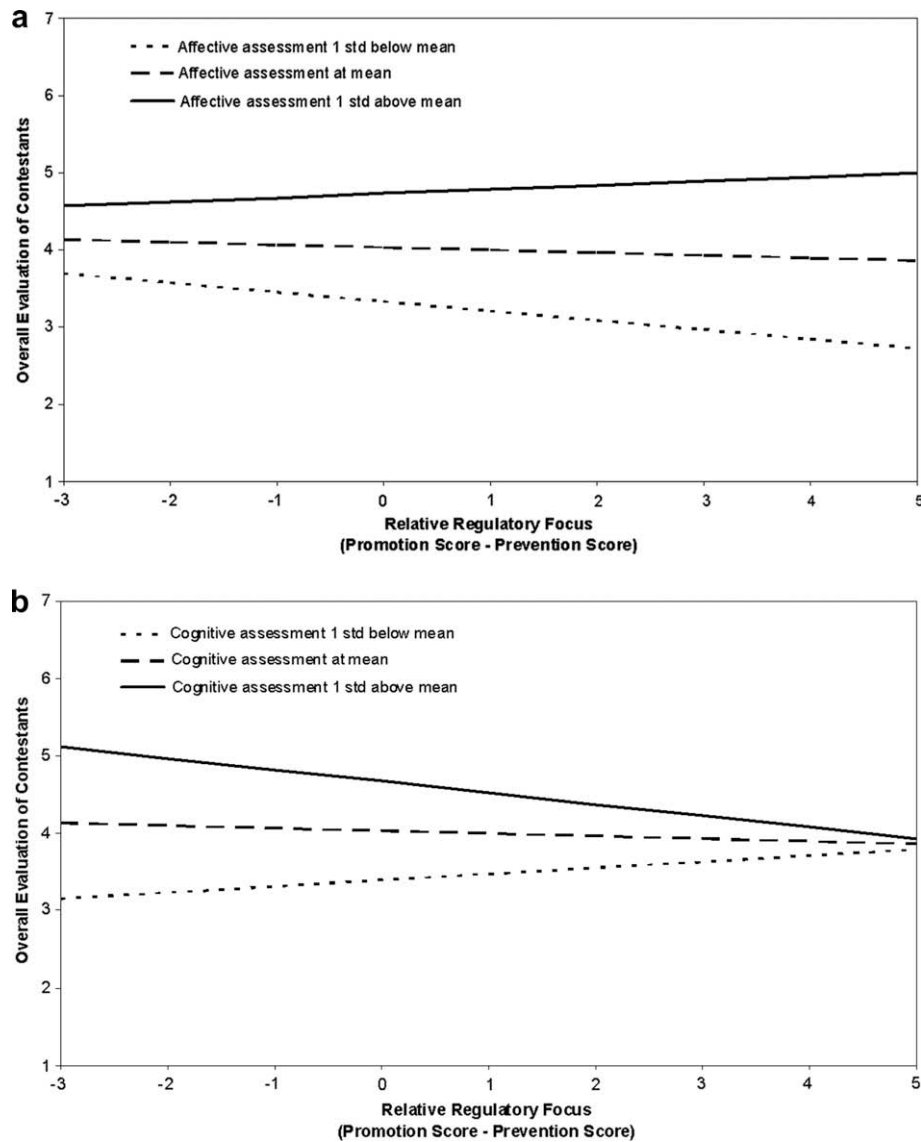 a
7
Affective assessment 1 std below mean
Affective assessment at mean
Affective assessment 1 std above mean
6
5
4
3
2
1
Overall Evaluation of Contestants
-3 -2 -1 0 1 2 3 4 5
Relative Regulatory Focus
(Promotion Score - Prevention Score)
b
7
Cognitive assessment 1 std below mean
Cognitive assessment at mean
Cognitive assessment 1 std above mean
6
5
4
3
2
1
Overall Evaluation of Contestants
-3 -2 -1 0 1 2 3 4 5
Relative Regulatory Focus
(Promotion Score - Prevention Score)